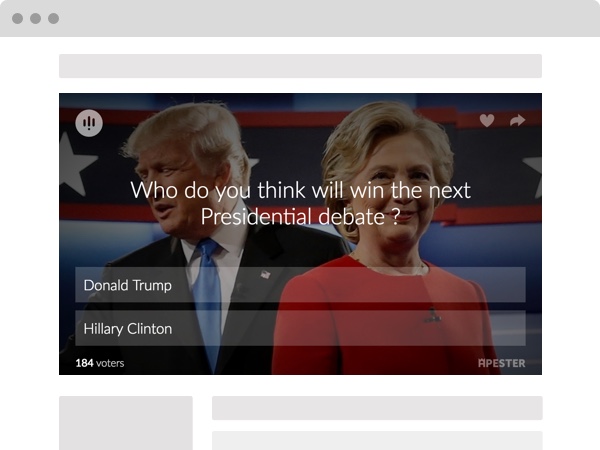 Who do you think will win the next
Presidential debate ?
Donald Trump
Hillary Clinton
184 voters
APESTER